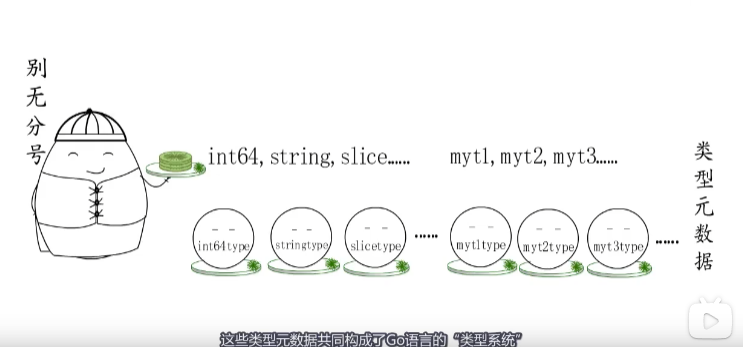 别无分号
int64, string, slice…… myt1, myt2, myt3……
int64type stringtype slicetype …… myt1type myt2type myt3type ……
类型元数据
这些类型元数据共同构成了Go语言的“类型系统”